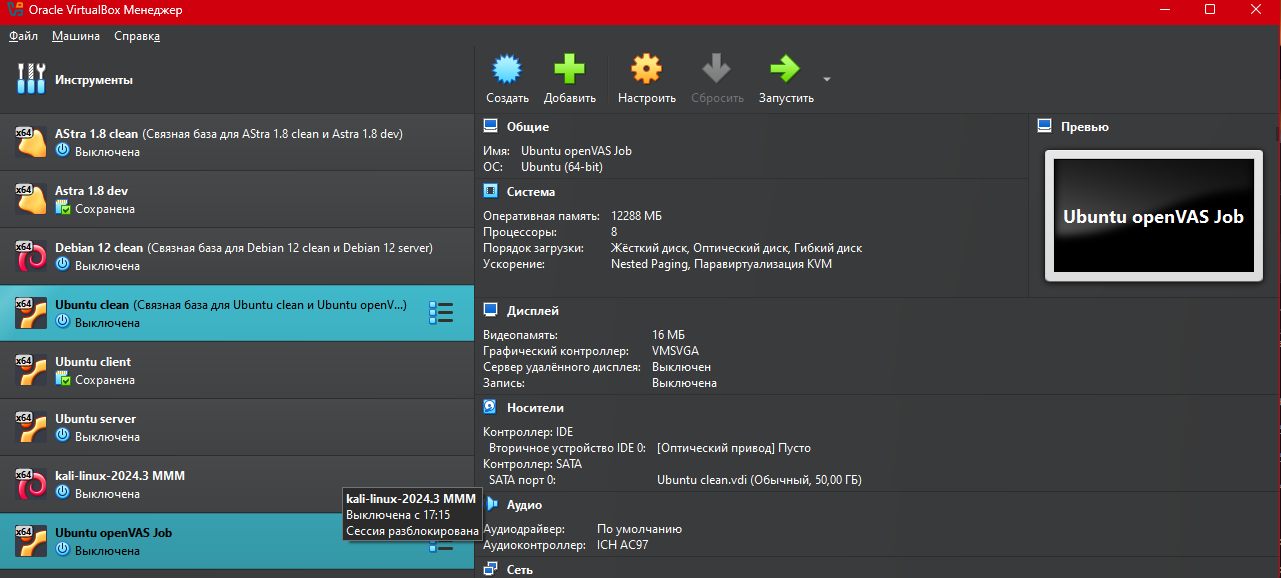 Oracle VirtualBox Менеджер
Файл Машина Справка
Инструменты
Создать Добавить Настроить Сбросить Запустить
x64 AStra 1.8 clean (Связная база для AStra 1.8 clean и Astra 1.8 dev)
Выключена
x64 Astra 1.8 dev
Сохранена
x64 Debian 12 clean (Связная база для Debian 12 clean и Debian 12 server)
Выключена
x64 Ubuntu clean (Связная база для Ubuntu clean и Ubuntu openV...)
Выключена
x64 Ubuntu client
Сохранена
x64 Ubuntu server
Выключена
x64 kali-linux-2024.3 MMM
Выключена
x64 Ubuntu openVAS Job
Выключена
kali-linux-2024.3 MMM
Выключена с 17:15
Сессия разблокирована
Общие
Имя: Ubuntu openVAS Job
ОС: Ubuntu (64-bit)
Система
Оперативная память: 12288 МБ
Процессоры: 8
Порядок загрузки: Жёсткий диск, Оптический диск, Гибкий диск
Ускорение: Nested Paging, Паравиртуализация KVM
Дисплей
Видеопамять: 16 МБ
Графический контроллер: VMSVGA
Сервер удалённого дисплея: Выключен
Запись: Выключена
Носители
Контроллер: IDE
Вторичное устройство IDE 0: [Оптический привод] Пусто
Контроллер: SATA
SATA порт 0: Ubuntu clean.vdi (Обычный, 50,00 ГБ)
Аудио
Аудиодрайвер: По умолчанию
Аудиоконтроллер: ICH AC97
Сеть
Превью
Ubuntu openVAS Job